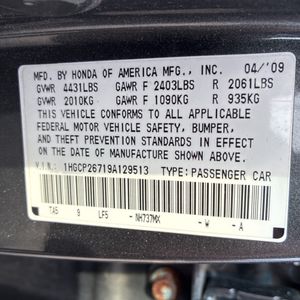 MFD. BY HONDA OF AMERICA MFG., INC. 04/'09
GVWR 4431LBS GAWR F 2403LBS R 2061LBS
GVWR 2010KG GAWR F 1090KG R 935KG
THIS VEHICLE CONFORMS TO ALL APPLICABLE
FEDERAL MOTOR VEHICLE SAFETY, BUMPER,
AND THEFT PREVENTION STANDARDS IN
EFFECT ON THE DATE OF
MANUFACTURE SHOWN ABOVE.
V.I.N. 1HGCP26719A129513 TYPE:PASSENGER CAR
TA5 9 LF5 - NH737MX - W - A